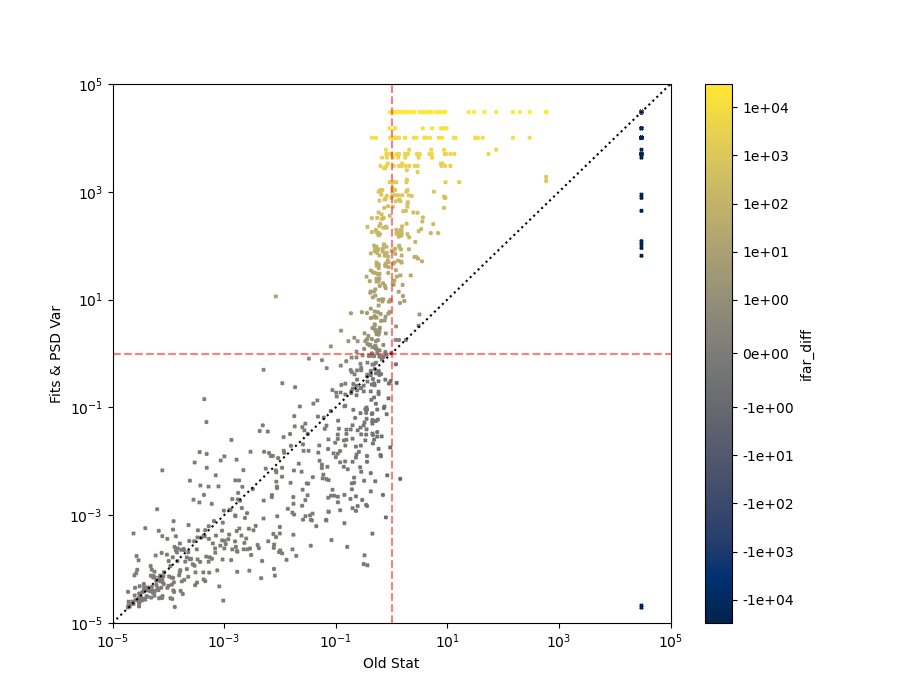 10^5
10^3
10^1
10^−1
10^−3
10^−5
Fits & PSD Var
10^−5
10^−3
10^−1
10^1
10^3
10^5
Old Stat
1e+04
1e+03
1e+02
1e+01
1e+00
0e+00
-1e+00
-1e+01
-1e+02
-1e+03
-1e+04
ifar_diff